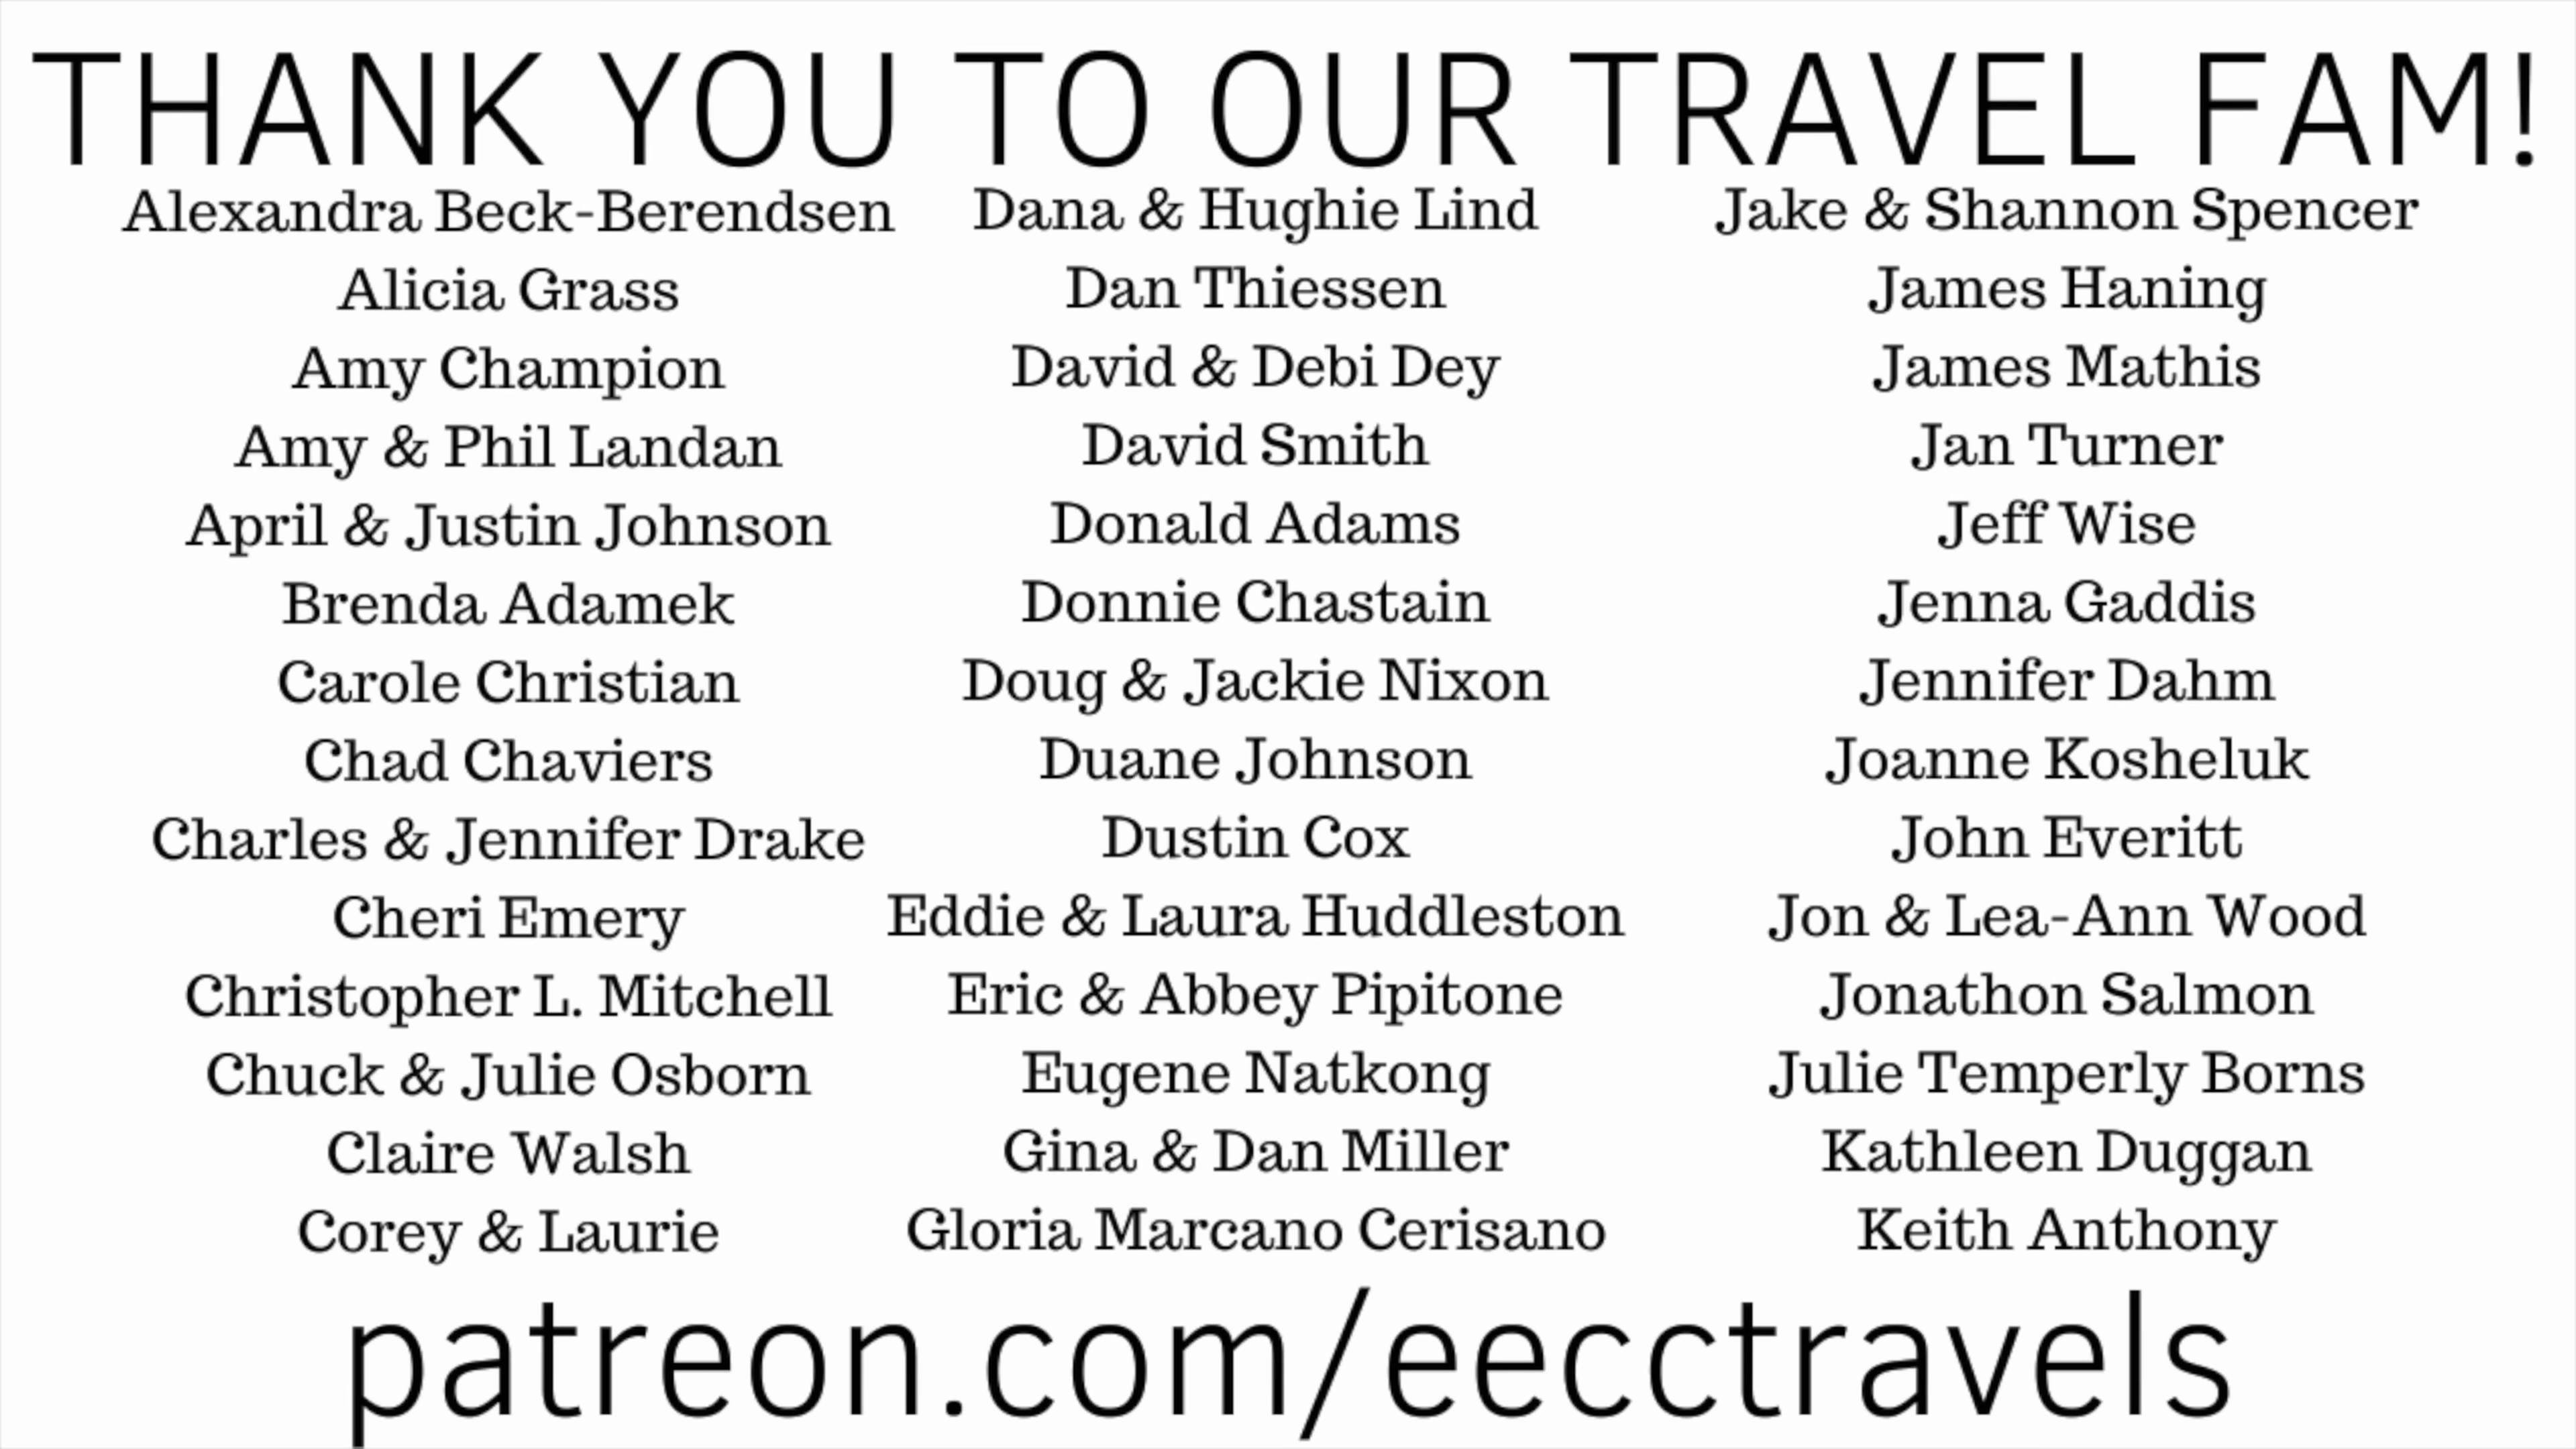 THANK YOU TO OUR TRAVEL FAM!
Alexandra Beck-Berendsen
Alicia Grass
Amy Champion
Amy & Phil Landan
April & Justin Johnson
Brenda Adamek
Carole Christian
Chad Chaviers
Charles & Jennifer Drake
Cheri Emery
Christopher L. Mitchell
Chuck & Julie Osborn
Claire Walsh
Corey & Laurie
Dana & Hughie Lind
Dan Thiessen
David & Debi Dey
David Smith
Donald Adams
Donnie Chastain
Doug & Jackie Nixon
Duane Johnson
Dustin Cox
Eddie & Laura Huddleston
Eric & Abbey Pipitone
Eugene Natkong
Gina & Dan Miller
Gloria Marcano Cerisano
Jake & Shannon Spencer
James Haning
James Mathis
Jan Turner
Jeff Wise
Jenna Gaddis
Jennifer Dahm
Joanne Kosheluk
John Everitt
Jon & Lea-Ann Wood
Jonathon Salmon
Julie Temperly Borns
Kathleen Duggan
Keith Anthony
patreon.com/eecctravels